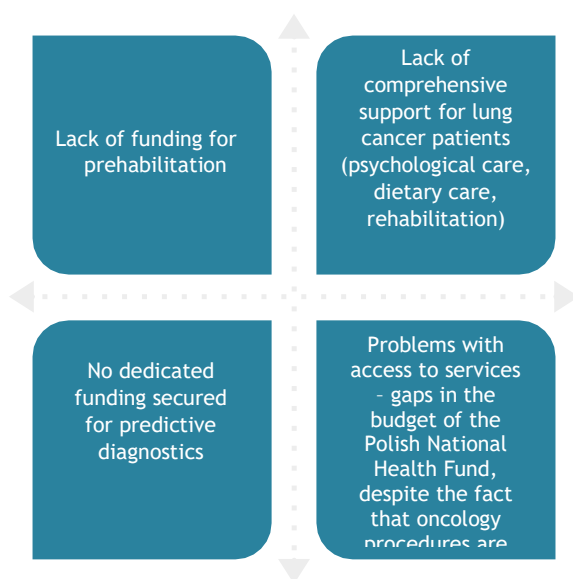 Lack of funding for
prehabilitation
Lack of
comprehensive
support for lung
cancer patients
(psychological care,
dietary care,
rehabilitation)
No dedicated
funding secured
for predictive
diagnostics
Problems with
access to services
– gaps in the
budget of the
Polish National
Health Fund,
despite the fact
that oncology
procedures are